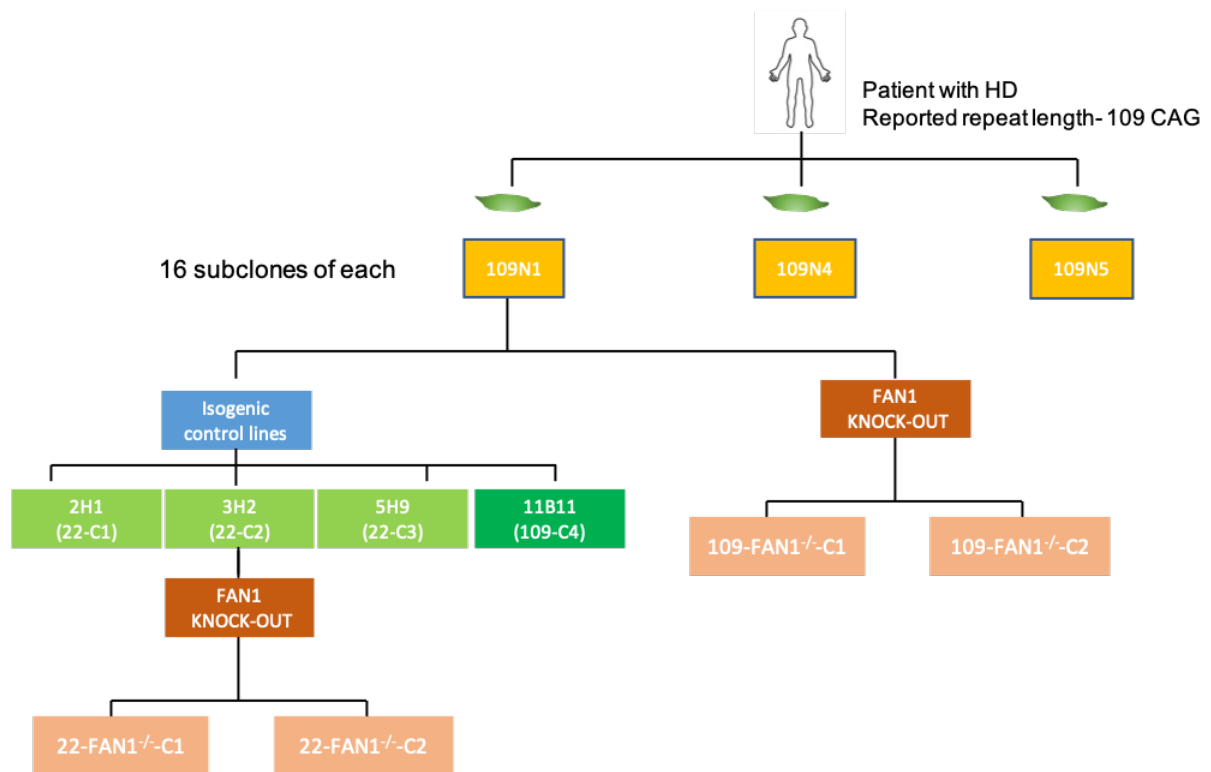 Patient with HD
Reported repeat length- 109 CAG
16 subclones of each
109N1
109N4
109N5
Isogenic
control lines
FAN1
KNOCK-OUT
2H1
(22-C1)
3H2
(22-C2)
5H9
(22-C3)
11B11
(109-C4)
109-FAN1-/--C1
109-FAN1-/--C2
FAN1
KNOCK-OUT
22-FAN1-/--C1
22-FAN1-/--C2